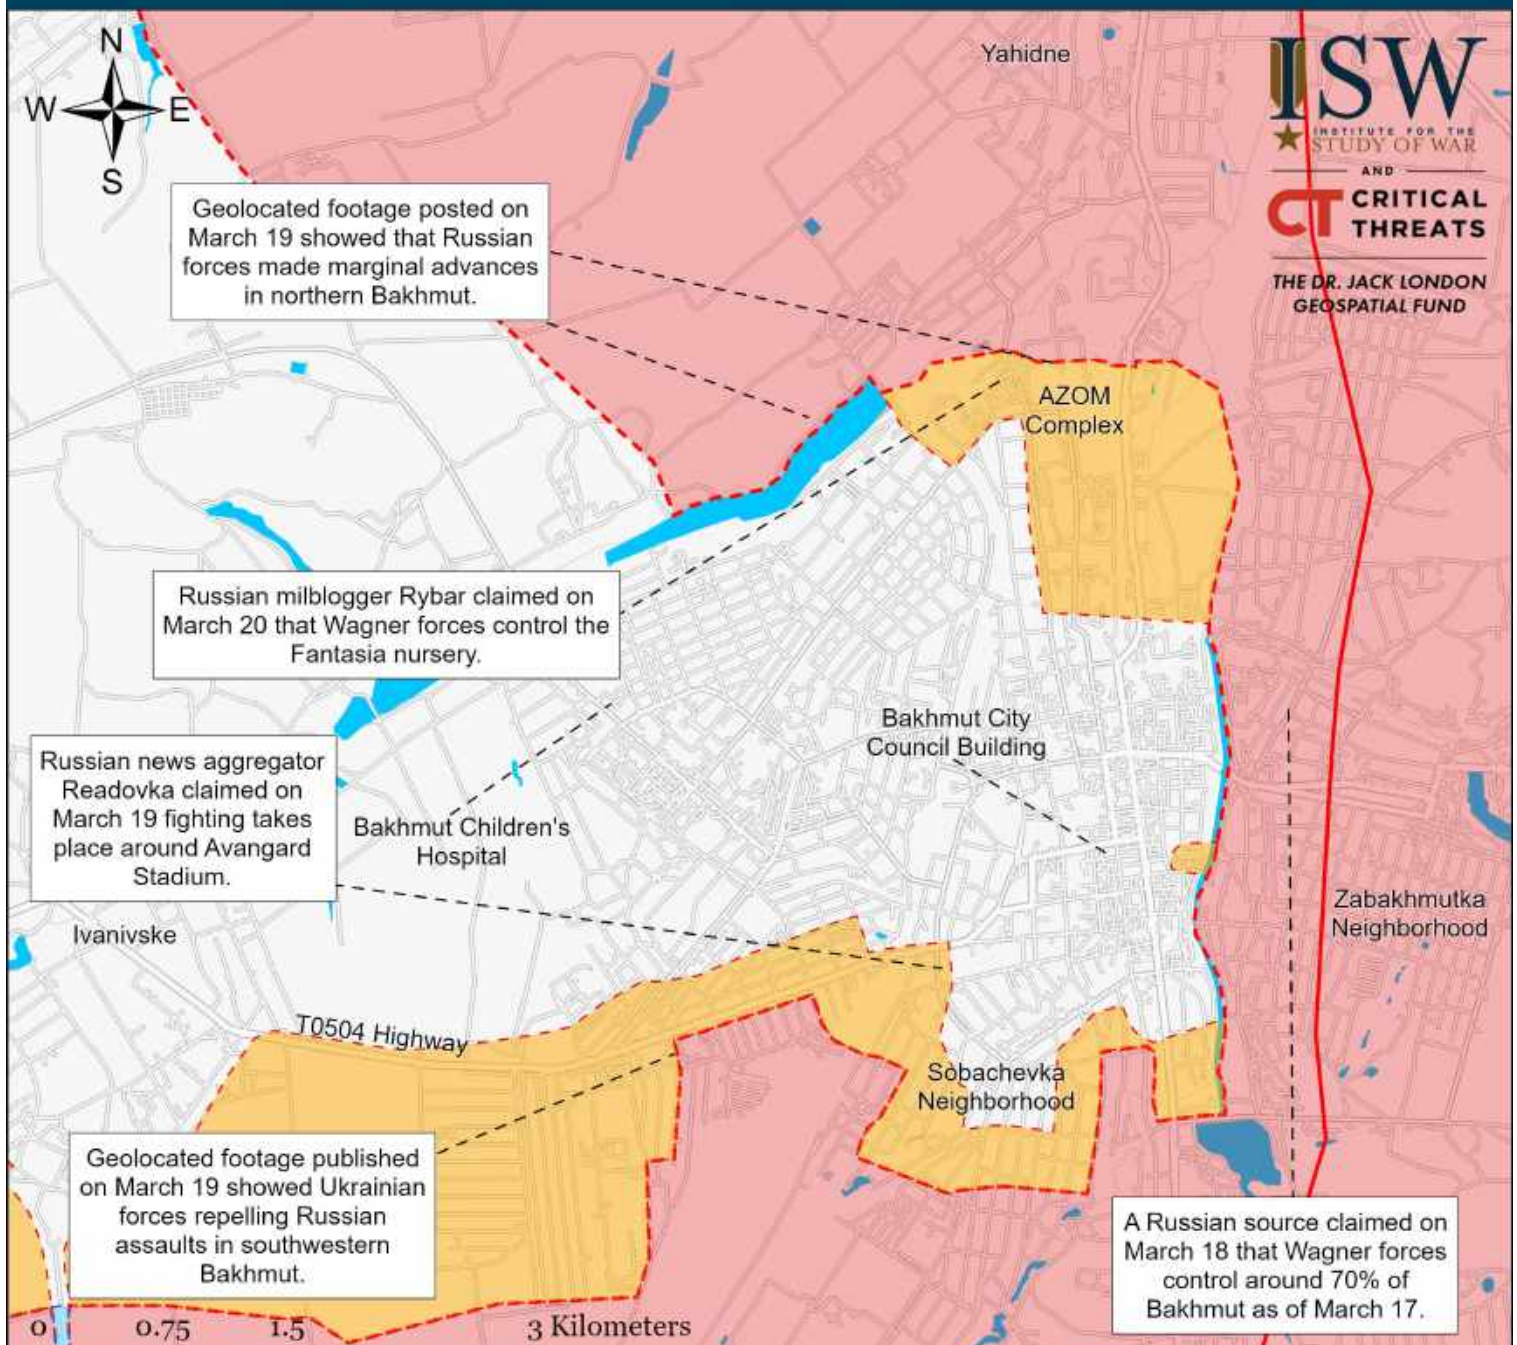 N
W
E
S
Yahidne
ISW
INSTITUTE FOR THE
STUDY OF WAR
AND
CT CRITICAL
THREATS
THE DR. JACK LONDON
GEOSPATIAL FUND
Geolocated footage posted on
March 19 showed that Russian
forces made marginal advances
in northern Bakhmut.
AZOM
Complex
Russian milblogger Rybar claimed on
March 20 that Wagner forces control the
Fantasia nursery.
Bakhmut City
Council Building
Russian news aggregator
Readovka claimed on
March 19 fighting takes
place around Avangard
Stadium.
Bakhmut Children's
Hospital
Zabakhmutka
Neighborhood
Ivanivske
T0504 Highway
Sobachevka
Neighborhood
Geolocated footage published
on March 19 showed Ukrainian
forces repelling Russian
assaults in southwestern
Bakhmut.
A Russian source claimed on
March 18 that Wagner forces
control around 70% of
Bakhmut as of March 17.
0 0.75 1.5 3 Kilometers